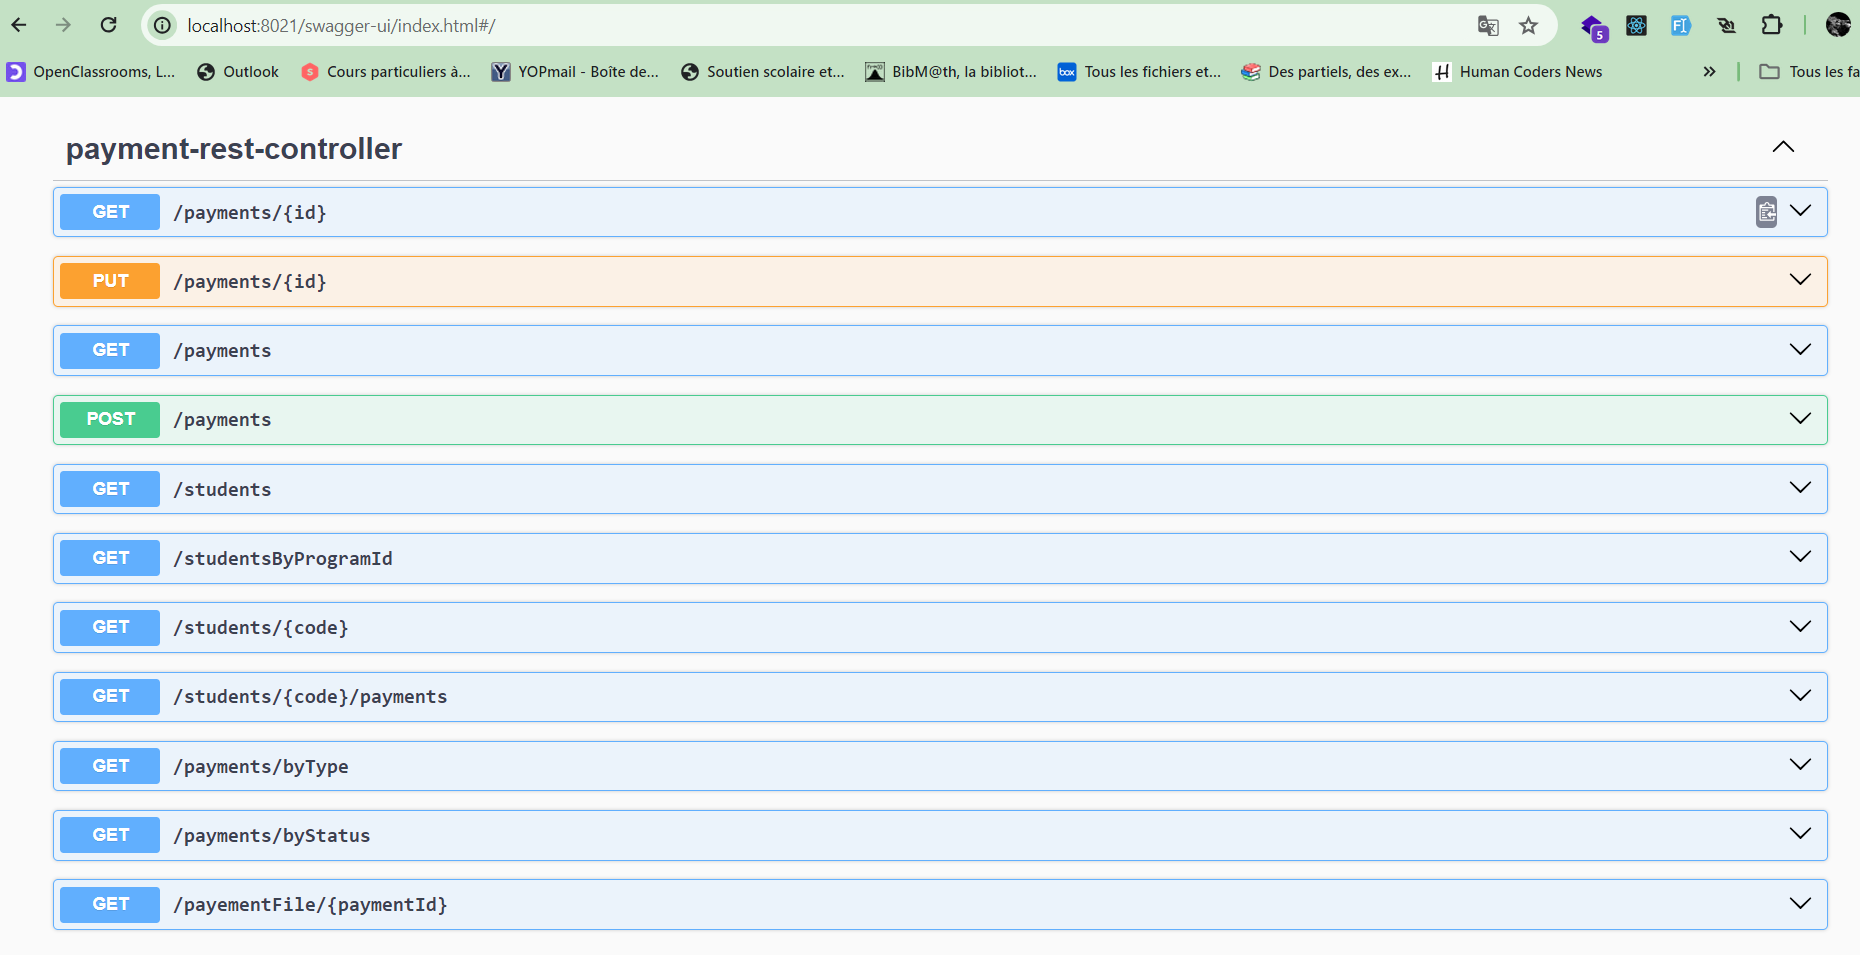 localhost:8021/swagger-ui/index.html#/
5
OpenClassrooms, L... Outlook Cours particuliers à... YOPmail - Boîte de... Soutien scolaire et... BibM@th, la bibliot... box Tous les fichiers et... Des partiels, des ex... Human Coders News Tous les fa
payment-rest-controller
GET /payments/{id}
PUT /payments/{id}
GET /payments
POST /payments
GET /students
GET /studentsByProgramId
GET /students/{code}
GET /students/{code}/payments
GET /payments/byType
GET /payments/byStatus
GET /payementFile/{paymentId}